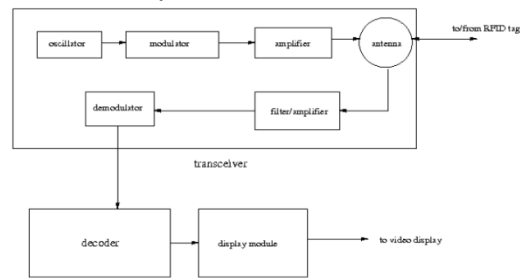 to/from RFID tag
oscillator
modulator
amplifier
antenna
demodulator
filter/amplifier
transceiver
decoder
display module
to video display